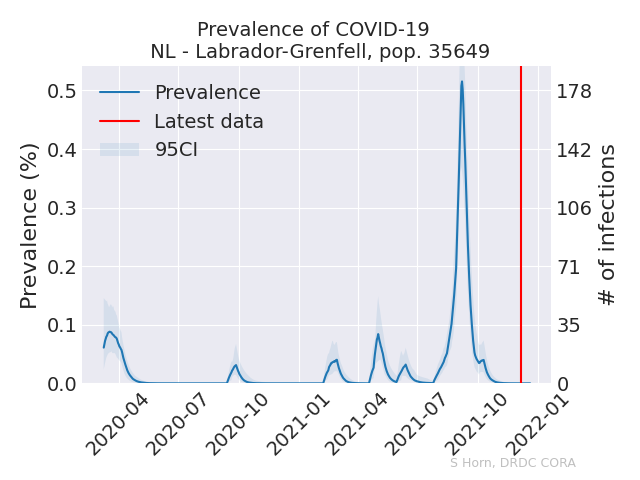 Prevalence of COVID-19
NL - Labrador-Grenfell, pop. 35649
Prevalence
Latest data
95CI
Prevalence (%)
0.5
0.4
0.3
0.2
0.1
0.0
178
142
106
71
35
0
# of infections
2020-04
2020-07
2020-10
2021-01
2021-04
2021-07
2021-10
2022-01
S Horn, DRDC CORA